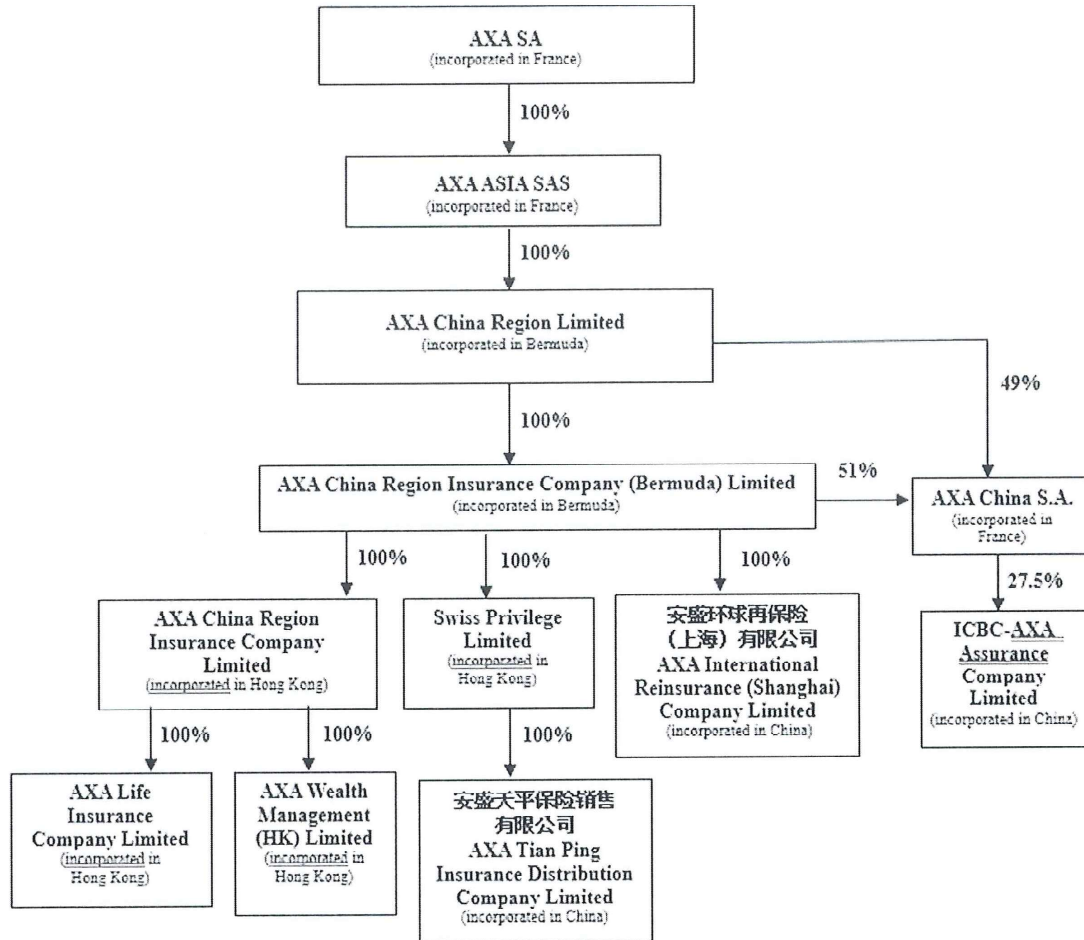 AXA SA
(incorporated in France)
100%
AXA ASIA SAS
(incorporated in France)
100%
AXA China Region Limited
(incorporated in Bermuda)
49%
100%
AXA China Region Insurance Company (Bermuda) Limited
(incorporated in Bermuda)
51%
AXA China S.A.
(incorporated in
France)
100%
100%
100%
27.5%
AXA China Region
Insurance Company
Limited
(incorporated in Hong Kong)
Swiss Privilege
Limited
(incorporated in
Hong Kong)
安盛环球再保险
（上海）有限公司
AXA International
Reinsurance (Shanghai)
Company Limited
(incorporated in China)
ICBC-AXA
Assurance
Company
Limited
(incorporated in China)
100%
100%
100%
AXA Life
Insurance
Company Limited
(incorporated in
Hong Kong)
AXA Wealth
Management
(HK) Limited
(incorporated in
Hong Kong)
安盛天平保险销售
有限公司
AXA Tian Ping
Insurance Distribution
Company Limited
(incorporated in China)